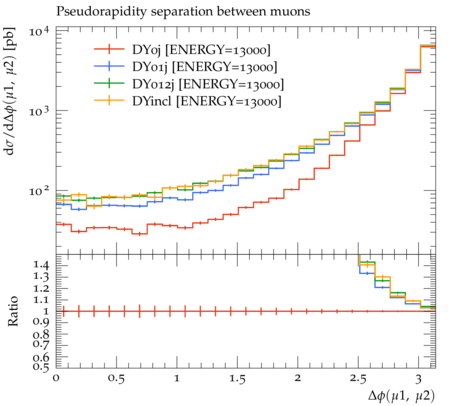 Pseudorapidity separation between muons
dσ/dΔϕ(μ1, μ2) [pb]
10^4
10^3
10^2
DY0j [ENERGY=13000]
DY01j [ENERGY=13000]
DY012j [ENERGY=13000]
DYincl [ENERGY=13000]
Ratio
1.4
1.3
1.2
1.1
1
0.9
0.8
0.7
0.6
0.5
0 0.5 1 1.5 2 2.5 3
Δϕ(μ1, μ2)